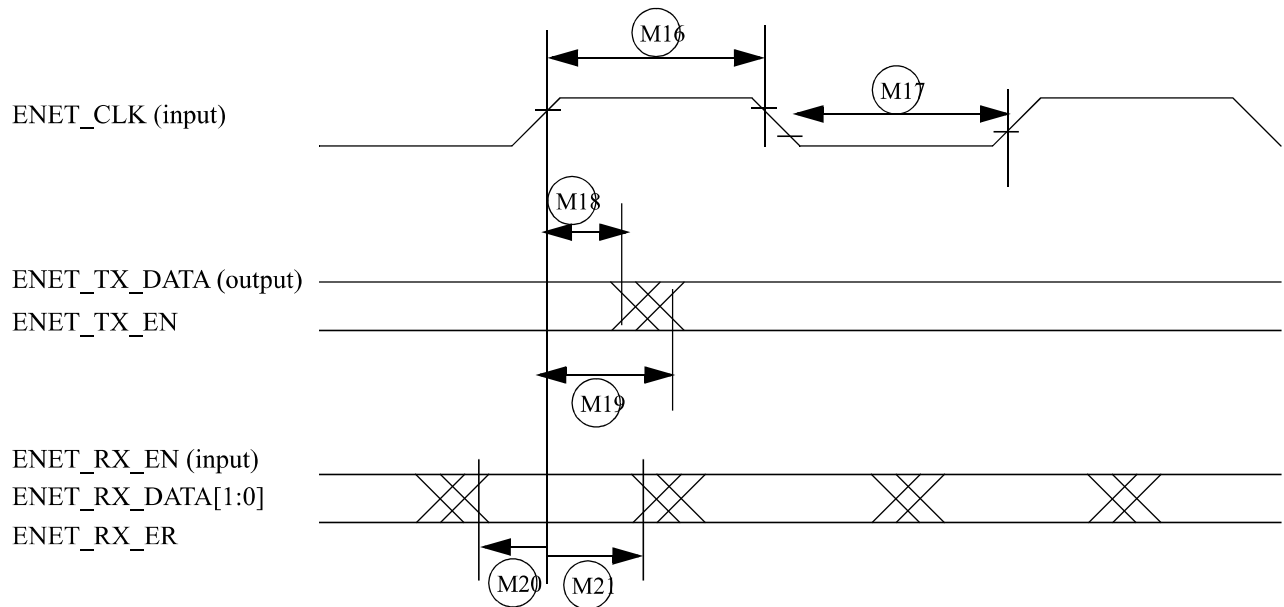 M16
ENET_CLK (input)
M17
M18
ENET_TX_DATA (output)
ENET_TX_EN
M19
ENET_RX_EN (input)
ENET_RX_DATA[1:0]
ENET_RX_ER
M20
M21